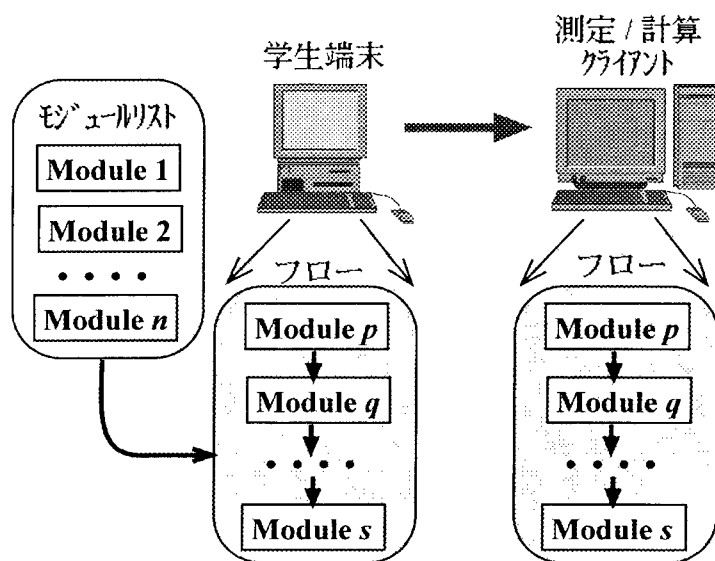 学生端末
測定 / 計算
クライアント
モジュールリスト
Module 1
Module 2
• • • •
Module n
フロー
Module p
Module q
• • • •
Module s
フロー
Module p
Module q
• • • •
Module s